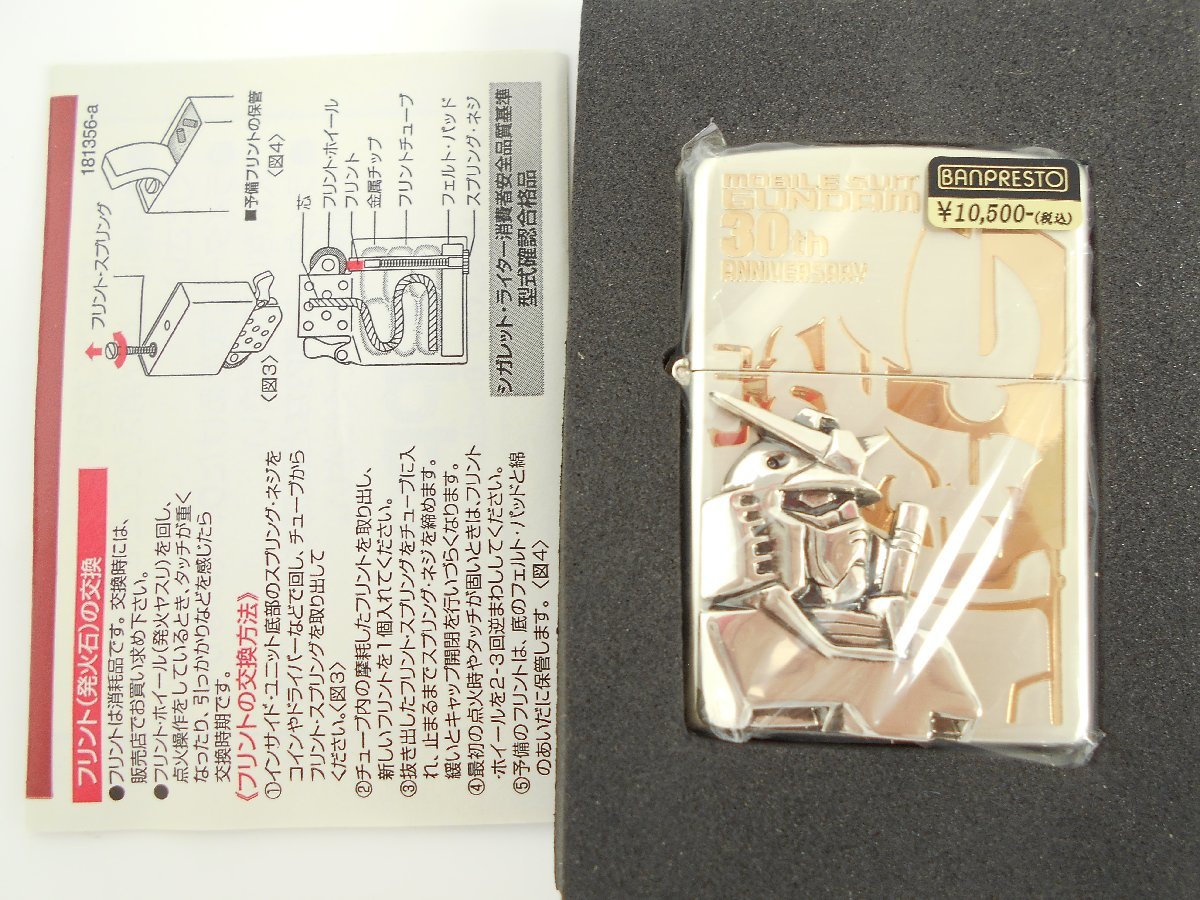 フリント(発火石)の交換
●フリントは消耗品です。交換時には、
販売店でお買い求め下さい。
●フリント・ホイール(発火ヤスリ)を回し、
点火操作をしているとき、タッチが重く
なったり、引っかかりなどを感じたら
交換時期です。
《フリントの交換方法》
①インサイド・ユニット底部のスプリング・ネジを
コインやドライバーなどで回し、チューブから
フリント・スプリングを取り出して
ください。〈図3〉
②チューブ内の摩耗したフリントを取り出し、
新しいフリントを1個入れてください。
③抜き出したフリント・スプリングをチューブに入
れ、止まるまでスプリング・ネジを締めます。
緩いとキャップ開閉を行いづらくなります。
④最初の点火時やタッチが固いときは、フリント
・ホイールを2-3回逆まわししてください。
⑤予備のフリントは、底のフェルト・パッドと綿
のあいだに保管します。〈図4〉
181356-a
フリント・スプリング
〈図3〉
■予備フリントの保管
〈図4〉
芯
フリント・ホイール
フリント
金属チップ
フリントチューブ
フェルト・パッド
スプリング・ネジ
シガレット・ライター消費者安全品質基準
型式確認合格品
MOBILE SUIT
GUNDAM
30th
ANNIVERSARY
BANPRESTO
¥10,500-(税込)